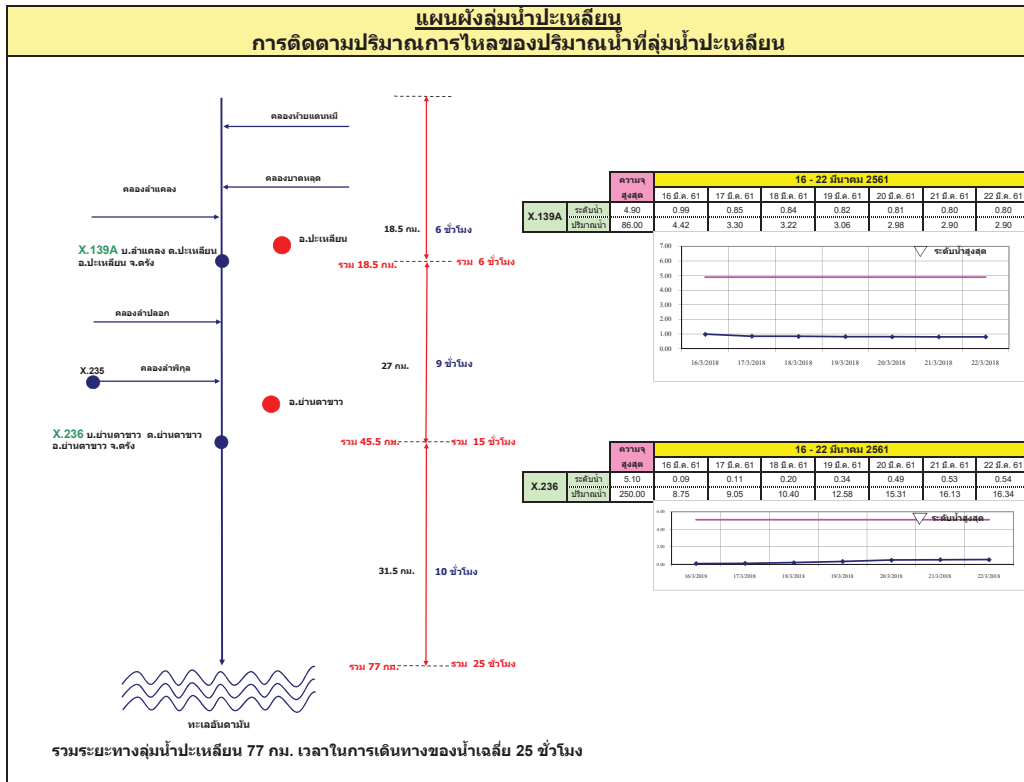 แผนผังลุ่มน้ำปะเหลียน
การติดตามปริมาณการไหลของปริมาณน้ำที่ลุ่มน้ำปะเหลียน
คลองห้วยแดนหมี
คลองบาตหลุด
คลองลำแคลง
18.5 กม.
6 ชั่วโมง
อ.ปะเหลียน
X.139A บ.ลำแคลง ต.ปะเหลียน
อ.ปะเหลียน จ.ตรัง
รวม 18.5 กม.
รวม 6 ชั่วโมง
คลองลำปลอก
X.235
คลองลำพิกุล
27 กม.
9 ชั่วโมง
อ.ย่านตาขาว
X.236 บ.ย่านตาขาว ต.ย่านตาขาว
อ.ย่านตาขาว จ.ตรัง
รวม 45.5 กม.
รวม 15 ชั่วโมง
31.5 กม.
10 ชั่วโมง
รวม 77 กม.
รวม 25 ชั่วโมง
ทะเลอันดามัน
รวมระยะทางลุ่มน้ำปะเหลียน 77 กม. เวลาในการเดินทางของน้ำเฉลี่ย 25 ชั่วโมง
ความจุ 16 - 22 มีนาคม 2561
สูงสุด 16 มี.ค. 61 17 มี.ค. 61 18 มี.ค. 61 19 มี.ค. 61 20 มี.ค. 61 21 มี.ค. 61 22 มี.ค. 61
X.139A
ระดับน้ำ 4.90 0.99 0.85 0.84 0.82 0.81 0.80 0.80
ปริมาณน้ำ 86.00 4.42 3.30 3.22 3.06 2.98 2.90 2.90
ระดับน้ำสูงสุด
7.00
6.00
5.00
4.00
3.00
2.00
1.00
0.00
16/3/2018 17/3/2018 18/3/2018 19/3/2018 20/3/2018 21/3/2018 22/3/2018
ความจุ 16 - 22 มีนาคม 2561
สูงสุด 16 มี.ค. 61 17 มี.ค. 61 18 มี.ค. 61 19 มี.ค. 61 20 มี.ค. 61 21 มี.ค. 61 22 มี.ค. 61
X.236
ระดับน้ำ 5.10 0.09 0.11 0.20 0.34 0.49 0.53 0.54
ปริมาณน้ำ 250.00 8.75 9.05 10.40 12.58 15.31 16.13 16.34
ระดับน้ำสูงสุด
6.00
4.00
2.00
0.00
16/3/2018 17/3/2018 18/3/2018 19/3/2018 20/3/2018 21/3/2018 22/3/2018